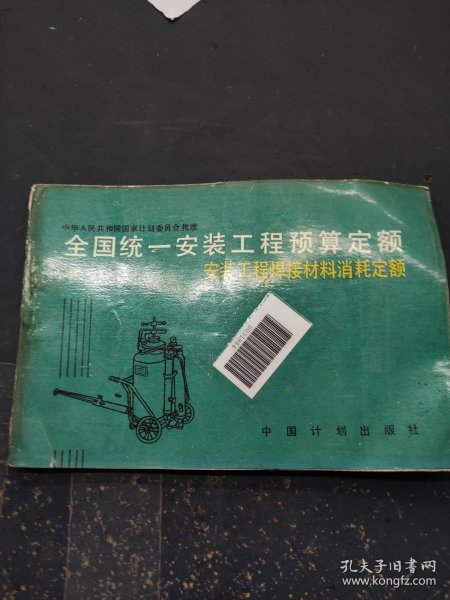 中华人民共和国国家计划委员会批准
全国统一安装工程预算定额
安装工程焊接材料消耗定额
中国计划出版社
孔夫子旧书网
www.kongfz.com